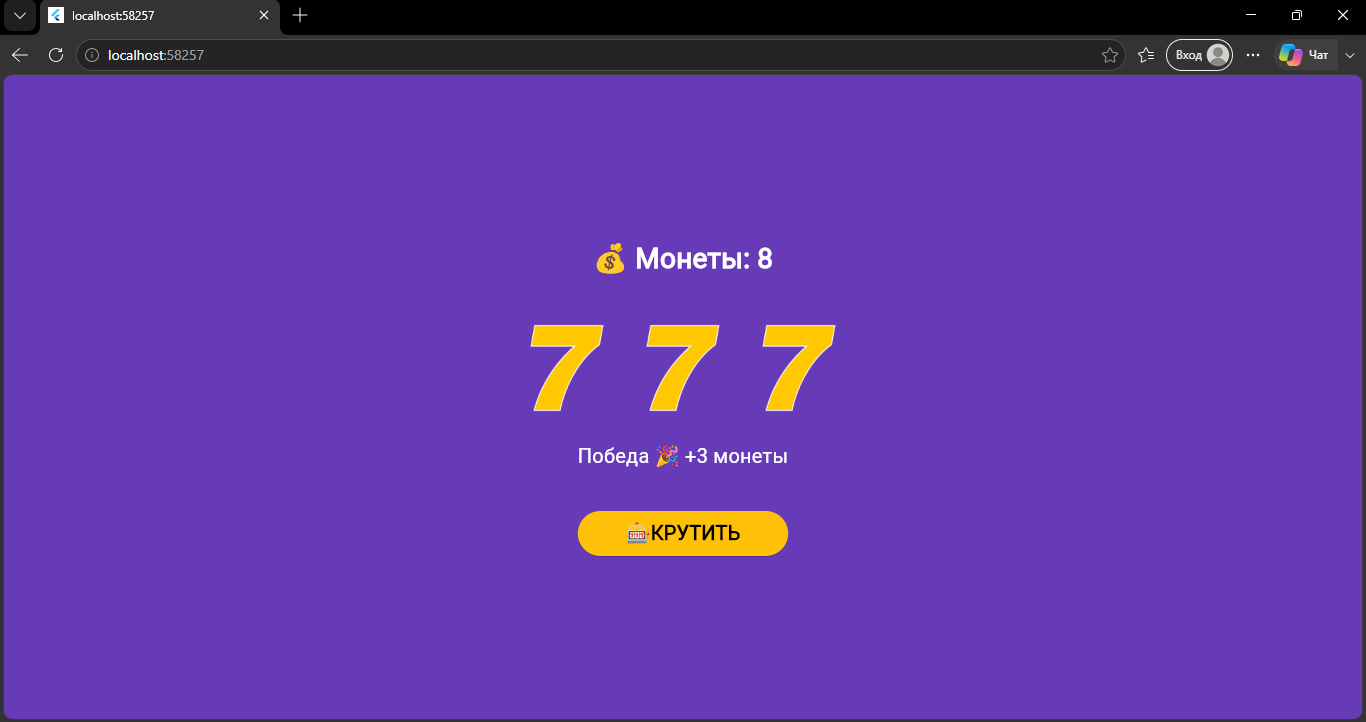 localhost:58257
localhost:58257
Вход
Чат
💰 Монеты: 8
7 7 7
Победа 🎉 +3 монеты
🎰КРУТИТЬ